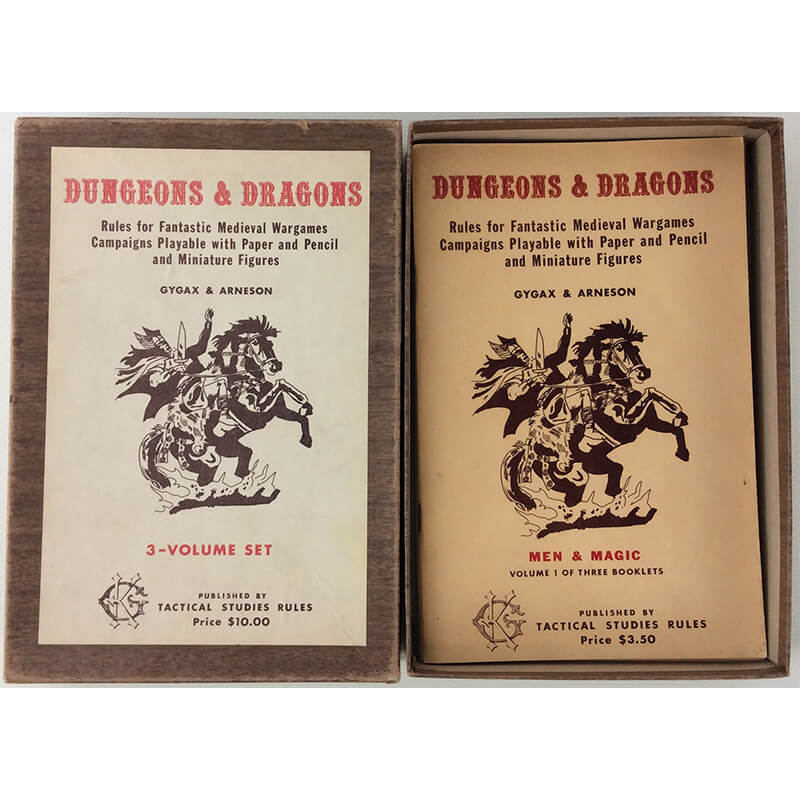 DUNGEONS & DRAGONS
Rules for Fantastic Medieval Wargames
Campaigns Playable with Paper and Pencil
and Miniature Figures
GYGAX & ARNESON
3-VOLUME SET
GK
PUBLISHED BY
TACTICAL STUDIES RULES
Price $10.00
DUNGEONS & DRAGONS
Rules for Fantastic Medieval Wargames
Campaigns Playable with Paper and Pencil
and Miniature Figures
GYGAX & ARNESON
MEN & MAGIC
VOLUME 1 OF THREE BOOKLETS
GK
PUBLISHED BY
TACTICAL STUDIES RULES
Price $3.50